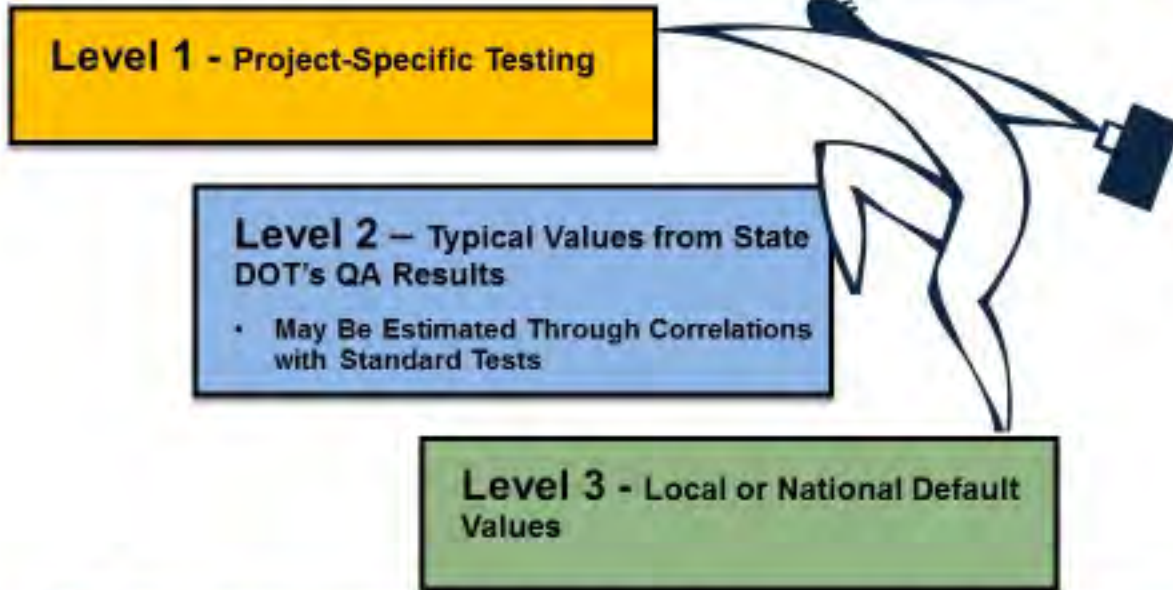 Level 1 - Project-Specific Testing
Level 2 – Typical Values from State
DOT's QA Results
• May Be Estimated Through Correlations
with Standard Tests
Level 3 - Local or National Default
Values